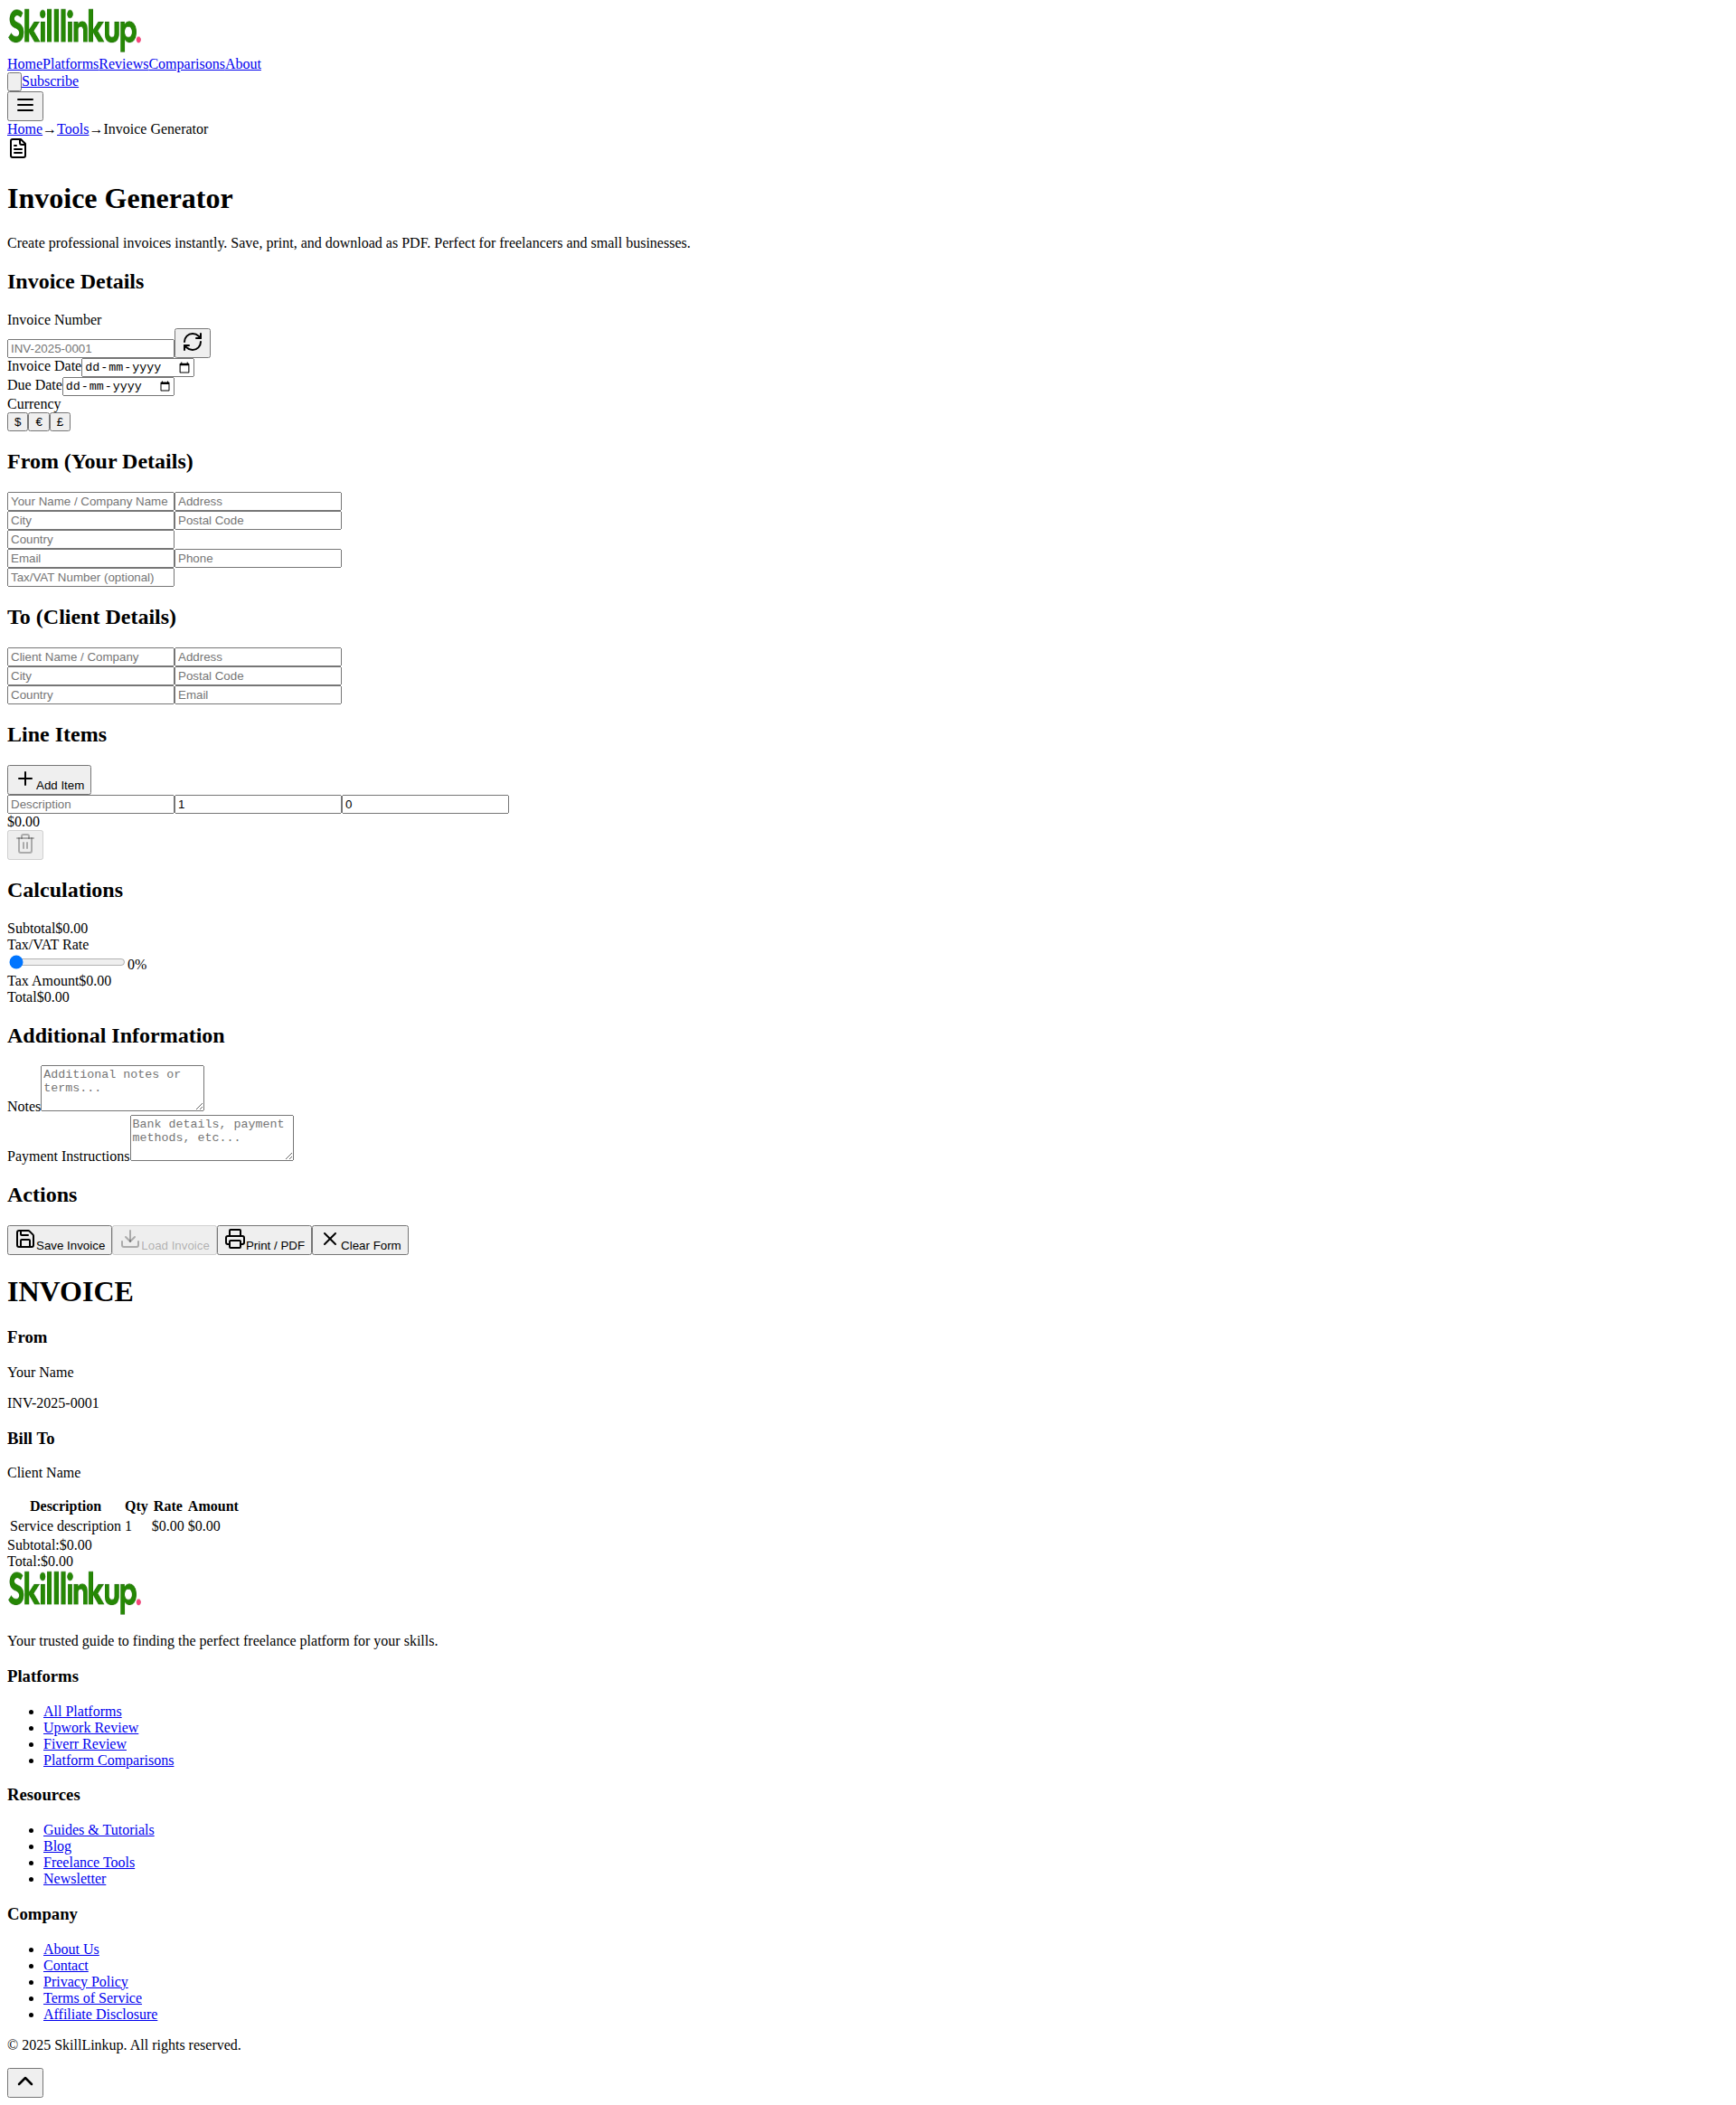 Skilllinkup.
HomePlatformsReviewsComparisonsAbout
Subscribe
Home→Tools→Invoice Generator
Invoice Generator
Create professional invoices instantly. Save, print, and download as PDF. Perfect for freelancers and small businesses.
Invoice Details
Invoice Number
INV-2025-0001
Invoice Date dd-mm-yyyy
Due Date dd-mm-yyyy
Currency
$ € £
From (Your Details)
Your Name / Company Name Address
City Postal Code
Country
Email Phone
Tax/VAT Number (optional)
To (Client Details)
Client Name / Company Address
City Postal Code
Country Email
Line Items
Add Item
Description 1 0
$0.00
Calculations
Subtotal$0.00
Tax/VAT Rate
0%
Tax Amount$0.00
Total$0.00
Additional Information
Notes Additional notes or
terms...
Payment Instructions Bank details, payment
methods, etc...
Actions
Save Invoice Load Invoice Print / PDF Clear Form
INVOICE
From
Your Name
INV-2025-0001
Bill To
Client Name
Description Qty Rate Amount
Service description 1 $0.00 $0.00
Subtotal:$0.00
Total:$0.00
Skilllinkup.
Your trusted guide to finding the perfect freelance platform for your skills.
Platforms
All Platforms
Upwork Review
Fiverr Review
Platform Comparisons
Resources
Guides & Tutorials
Blog
Freelance Tools
Newsletter
Company
About Us
Contact
Privacy Policy
Terms of Service
Affiliate Disclosure
© 2025 SkillLinkup. All rights reserved.